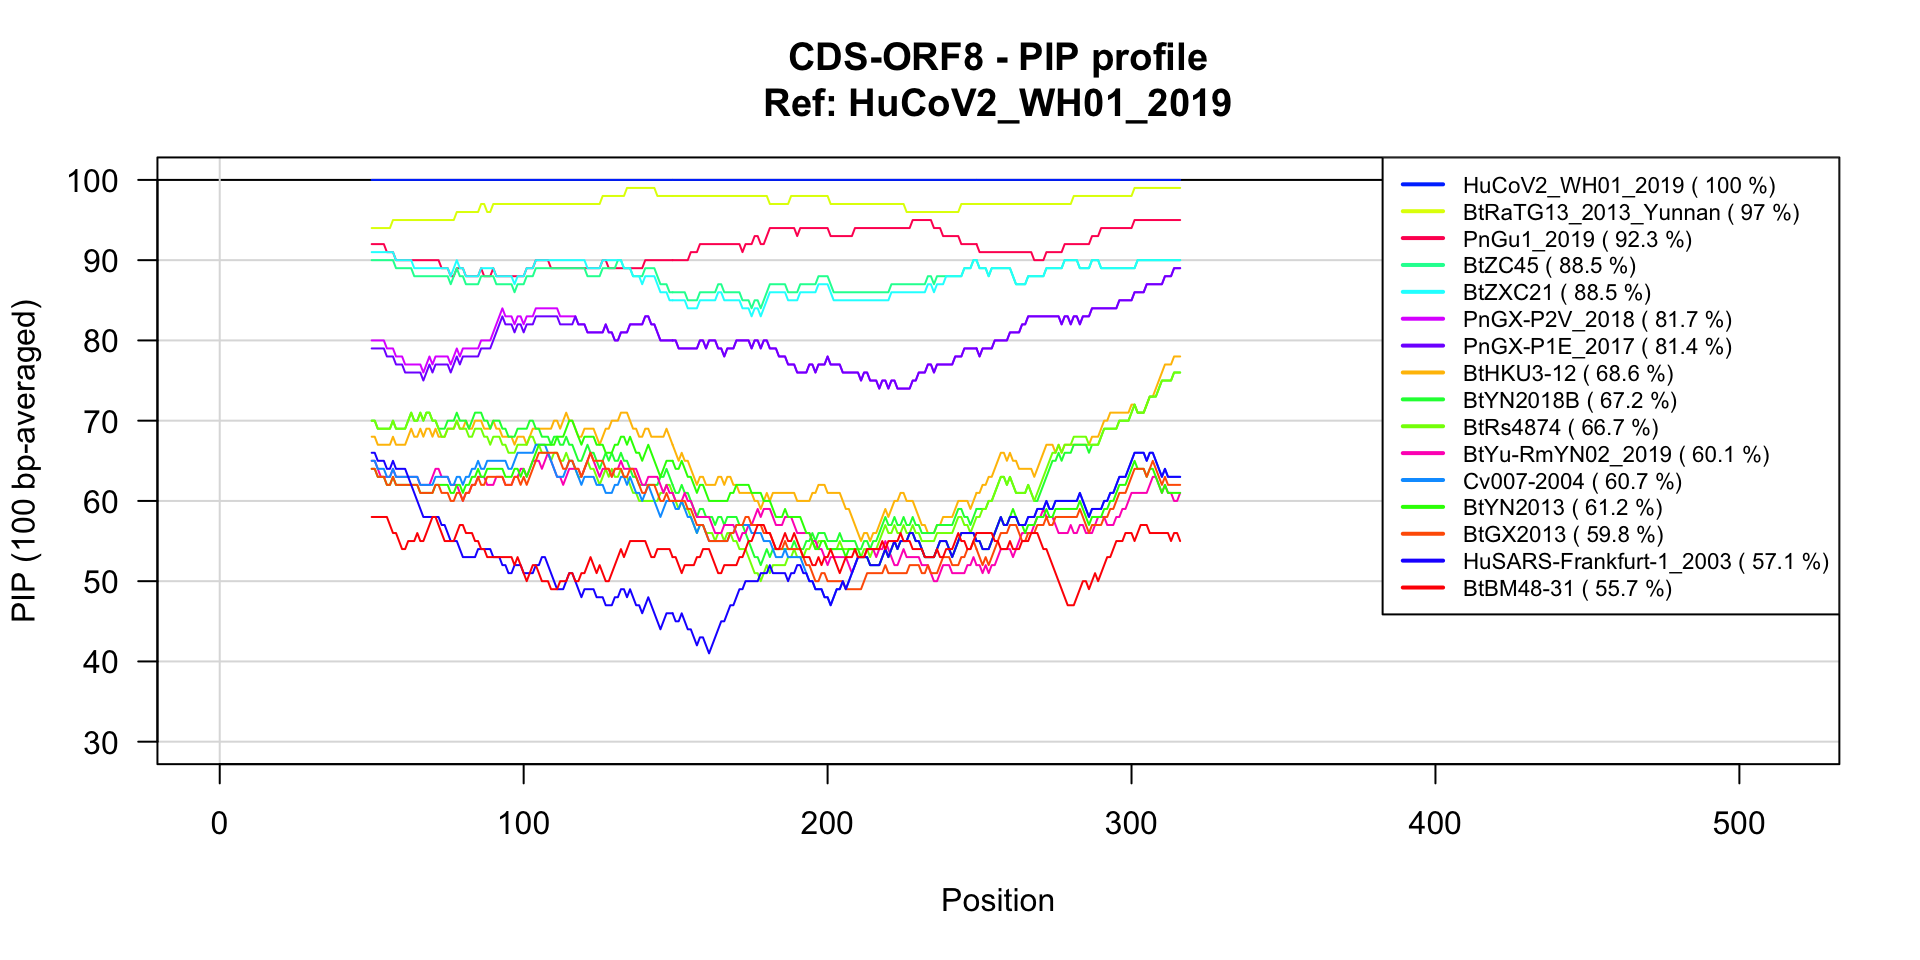 CDS-ORF8 - PIP profile
Ref: HuCoV2_WH01_2019
PIP (100 bp-averaged)
100
90
80
70
60
50
40
30
HuCoV2_WH01_2019 ( 100 %)
BtRaTG13_2013_Yunnan ( 97 %)
PnGu1_2019 ( 92.3 %)
BtZC45 ( 88.5 %)
BtZXC21 ( 88.5 %)
PnGX-P2V_2018 ( 81.7 %)
PnGX-P1E_2017 ( 81.4 %)
BtHKU3-12 ( 68.6 %)
BtYN2018B ( 67.2 %)
BtRs4874 ( 66.7 %)
BtYu-RmYN02_2019 ( 60.1 %)
Cv007-2004 ( 60.7 %)
BtYN2013 ( 61.2 %)
BtGX2013 ( 59.8 %)
HuSARS-Frankfurt-1_2003 ( 57.1 %)
BtBM48-31 ( 55.7 %)
0 100 200 300 400 500
Position